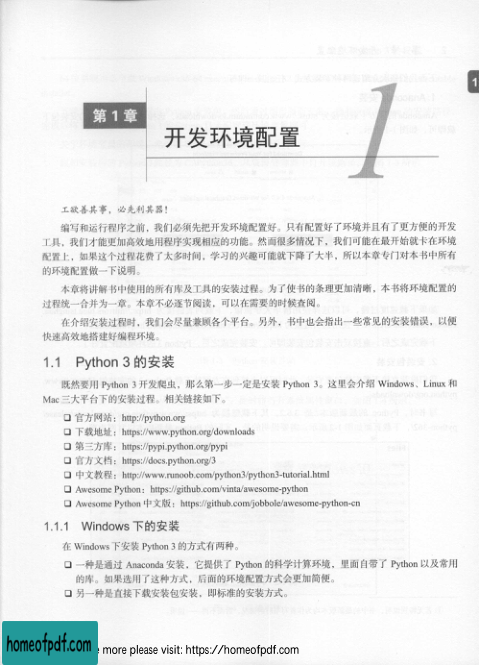 第1章
1
开发环境配置
1
工欲善其事，必先利其器！
编写和运行程序之前，我们必须先把开发环境配置好。只有配置好了环境并且有了更方便的开发
工具，我们才能更加高效地用程序实现相应的功能。然而很多情况下，我们可能在最开始就卡在环境
配置上，如果这个过程花费了太多时间，学习的兴趣可能就下降了大半，所以本章专门对本书中所有
的环境配置做一下说明。
本章将讲解书中使用的所有库及工具的安装过程。为了使书的条理更加清晰，本书将环境配置的
过程统一合并为一章。本章不必逐节阅读，可以在需要的时候查阅。
在介绍安装过程时，我们会尽量兼顾各个平台。另外，书中也会指出一些常见的安装错误，以便
快速高效地搭建好编程环境。
1.1 Python 3 的安装
既然要用 Python 3 开发爬虫，那么第一步一定是安装 Python 3。这里会介绍 Windows、Linux 和
Mac 三大平台下的安装过程。相关链接如下。
❑ 官方网站：http://python.org
❑ 下载地址：https://www.python.org/downloads
❑ 第三方库：https://pypi.python.org/pypi
❑ 官方文档：https://docs.python.org/3
❑ 中文教程：http://www.runoob.com/python3/python3-tutorial.html
❑ Awesome Python：https://github.com/vinta/awesome-python
❑ Awesome Python 中文版：https://github.com/jobbole/awesome-python-cn
1.1.1 Windows 下的安装
在 Windows 下安装 Python 3 的方式有两种。
❑ 一种是通过 Anaconda 安装，它提供了 Python 的科学计算环境，里面自带了 Python 以及常用
的库。如果选用了这种方式，后面的环境配置方式会更加简便。
❑ 另一种是直接下载安装包安装，即标准的安装方式。
homeofpdf.com
e more please visit: https://homeofpdf.com